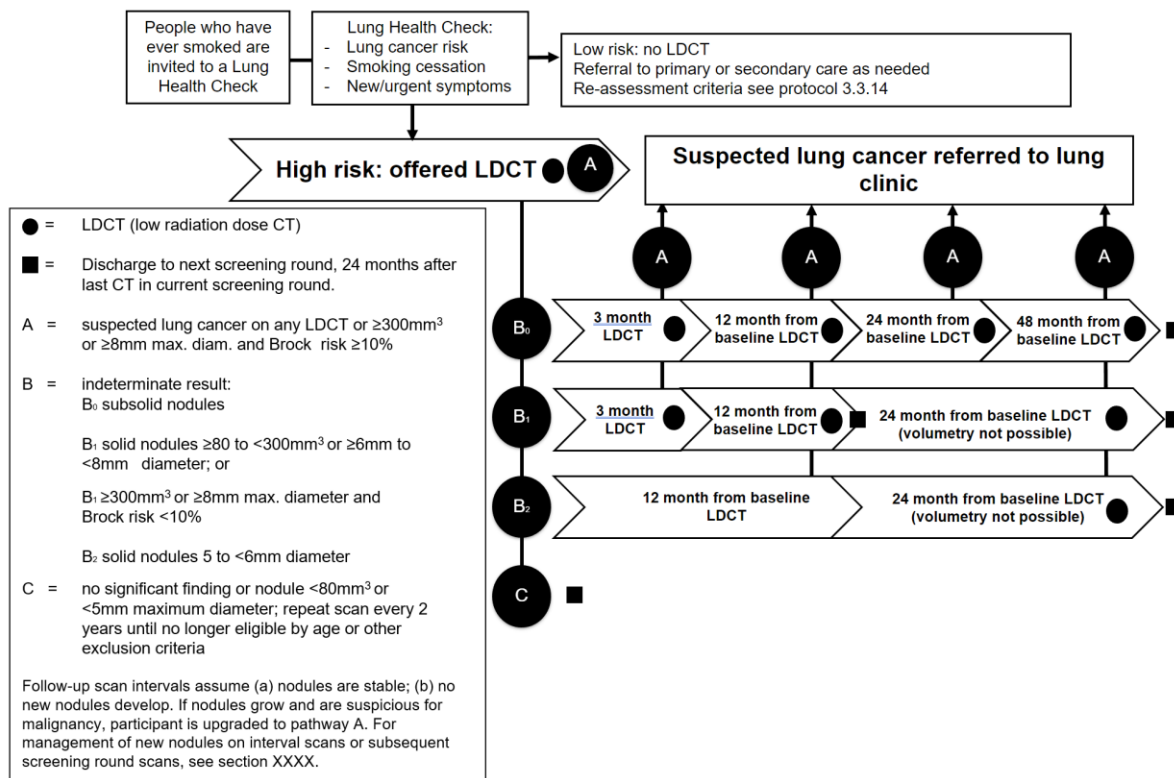 People who have
ever smoked are
invited to a Lung
Health Check
Lung Health Check:
- Lung cancer risk
- Smoking cessation
- New/urgent symptoms
Low risk: no LDCT
Referral to primary or secondary care as needed
Re-assessment criteria see protocol 3.3.14
High risk: offered LDCT
A
Suspected lung cancer referred to lung
clinic
= LDCT (low radiation dose CT)
= Discharge to next screening round, 24 months after
last CT in current screening round.
A = suspected lung cancer on any LDCT or ≥300mm³
or ≥8mm max. diam. and Brock risk ≥10%
B = indeterminate result:
B₀ subsolid nodules
B₁ solid nodules ≥80 to <300mm³ or ≥6mm to
<8mm diameter; or
B₁ ≥300mm³ or ≥8mm max. diameter and
Brock risk <10%
B₂ solid nodules 5 to <6mm diameter
C = no significant finding or nodule <80mm³ or
<5mm maximum diameter; repeat scan every 2
years until no longer eligible by age or other
exclusion criteria
Follow-up scan intervals assume (a) nodules are stable; (b) no
new nodules develop. If nodules grow and are suspicious for
malignancy, participant is upgraded to pathway A. For
management of new nodules on interval scans or subsequent
screening round scans, see section XXXX.
A
A
A
A
B₀
3 month
LDCT
12 month from
baseline LDCT
24 month from
baseline LDCT
48 month from
baseline LDCT
B₁
3 month
LDCT
12 month from
baseline LDCT
24 month from baseline LDCT
(volumetry not possible)
B₂
12 month from baseline
LDCT
24 month from baseline LDCT
(volumetry not possible)
C